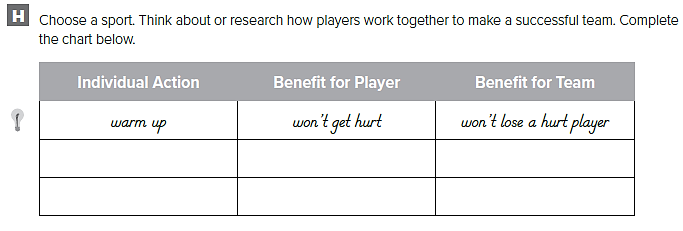 H Choose a sport. Think about or research how players work together to make a successful team. Complete
the chart below.
Individual Action Benefit for Player Benefit for Team
warm up won't get hurt won't lose a hurt player